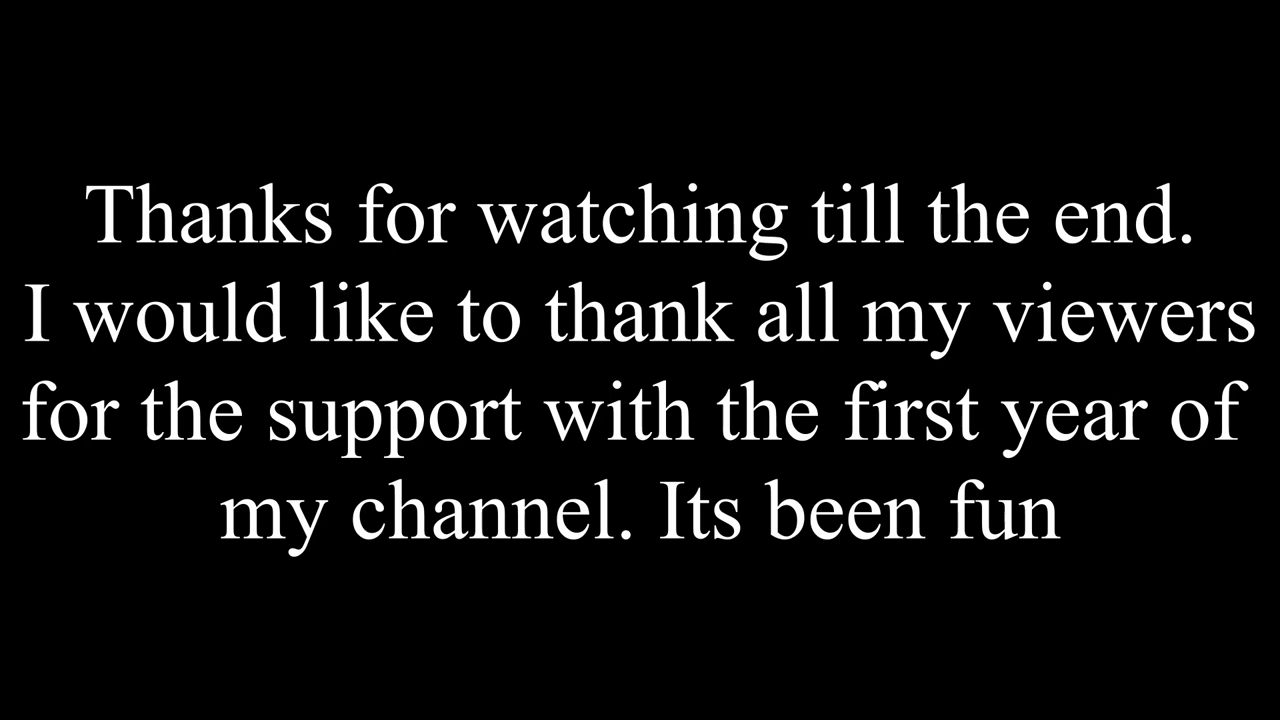 Thanks for watching till the end.
I would like to thank all my viewers
for the support with the first year of
my channel. Its been fun